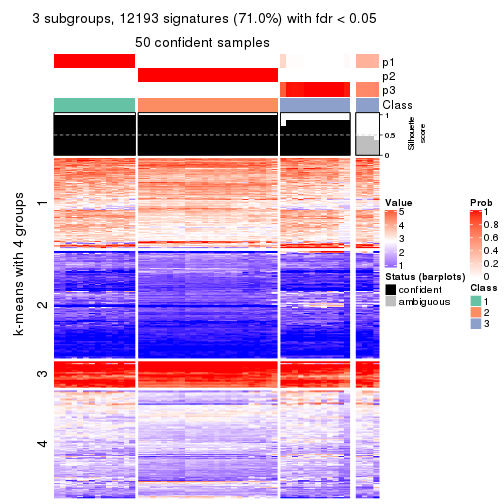 3 subgroups, 12193 signatures (71.0%) with fdr < 0.05
50 confident samples
p1
p2
p3
Class
1
0.5
0
Silhouette
score
k-means with 4 groups
1
2
3
4
Value
5
4
3
2
1
Status (barplots)
confident
ambiguous
Prob
1
0.8
0.6
0.4
0.2
0
Class
1
2
3